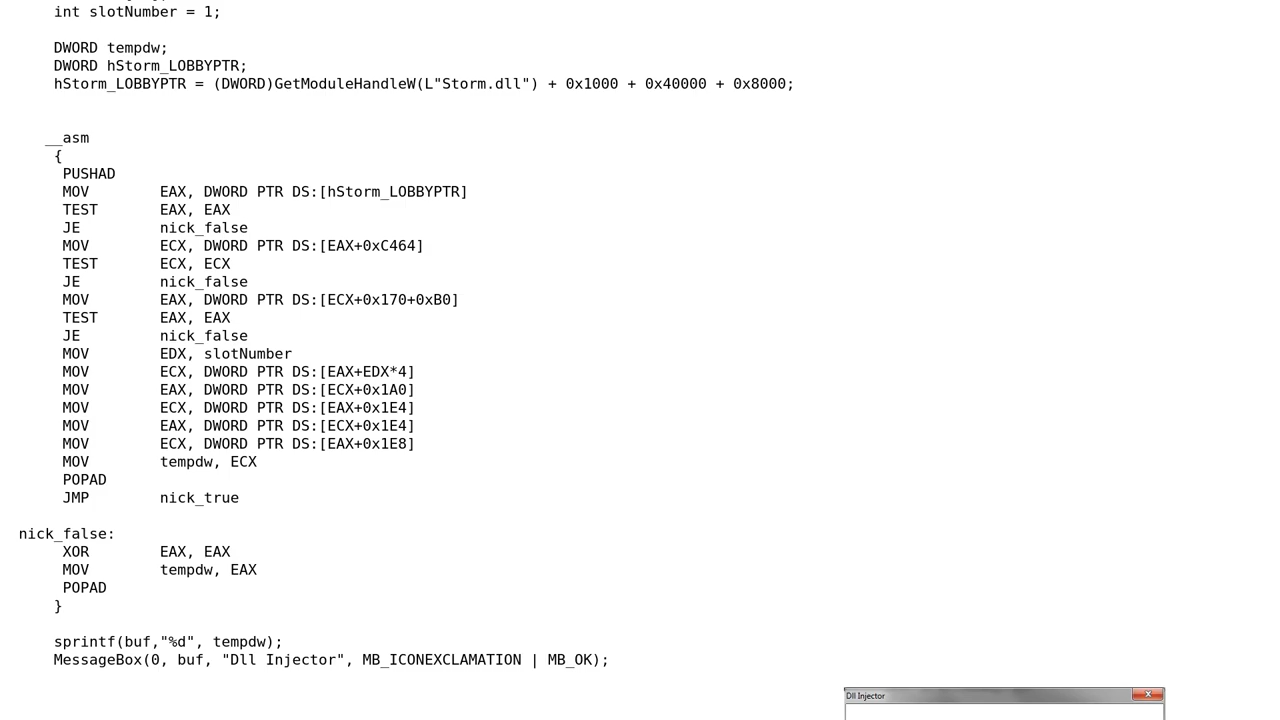 int slotNumber = 1;
DWORD tempdw;
DWORD hStorm_LOBBYPTR;
hStorm_LOBBYPTR = (DWORD)GetModuleHandleW(L"Storm.dll") + 0x1000 + 0x40000 + 0x8000;
__asm
{
PUSHAD
MOV EAX, DWORD PTR DS:[hStorm_LOBBYPTR]
TEST EAX, EAX
JE nick_false
MOV ECX, DWORD PTR DS:[EAX+0xC464]
TEST ECX, ECX
JE nick_false
MOV EAX, DWORD PTR DS:[ECX+0x170+0xB0]
TEST EAX, EAX
JE nick_false
MOV EDX, slotNumber
MOV ECX, DWORD PTR DS:[EAX+EDX*4]
MOV EAX, DWORD PTR DS:[ECX+0x1A0]
MOV ECX, DWORD PTR DS:[EAX+0x1E4]
MOV EAX, DWORD PTR DS:[ECX+0x1E4]
MOV ECX, DWORD PTR DS:[EAX+0x1E8]
MOV tempdw, ECX
POPAD
JMP nick_true
nick_false:
XOR EAX, EAX
MOV tempdw, EAX
POPAD
}
sprintf(buf,"%d", tempdw);
MessageBox(0, buf, "Dll Injector", MB_ICONEXCLAMATION | MB_OK);
Dll Injector